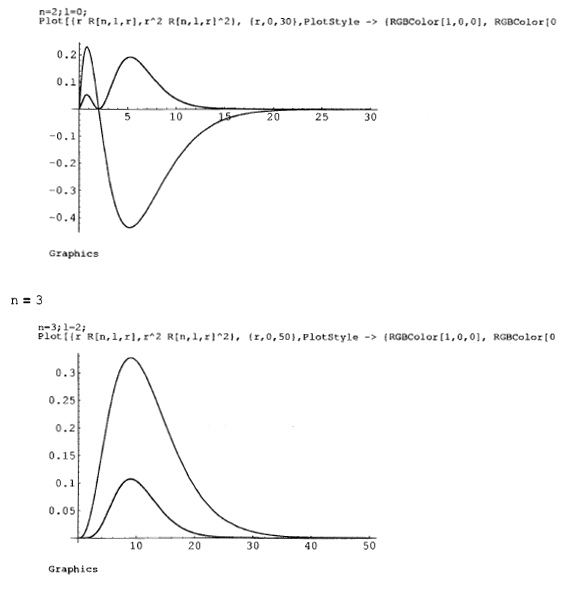 n=2;l=0;
Plot[{r R[n,l,r],r^2 R[n,l,r]^2}, {r,0,30},PlotStyle -> {RGBColor[1,0,0], RGBColor[0
0.2
0.1
5 10 15 20 25 30
-0.1
-0.2
-0.3
-0.4
Graphics
n = 3
n=3;l=2;
Plot[{r R[n,l,r],r^2 R[n,l,r]^2}, {r,0,50},PlotStyle -> {RGBColor[1,0,0], RGBColor[0
0.3
0.25
0.2
0.15
0.1
0.05
10 20 30 40 50
Graphics